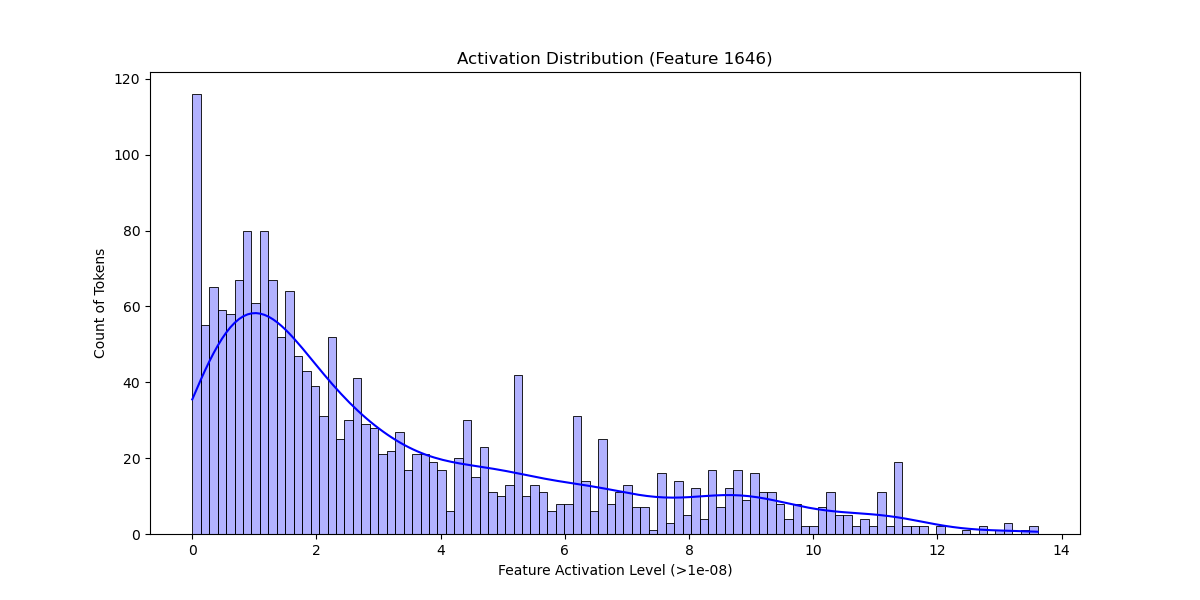 Activation Distribution (Feature 1646)
120
100
80
60
40
20
0
Count of Tokens
0 2 4 6 8 10 12 14
Feature Activation Level (>1e-08)